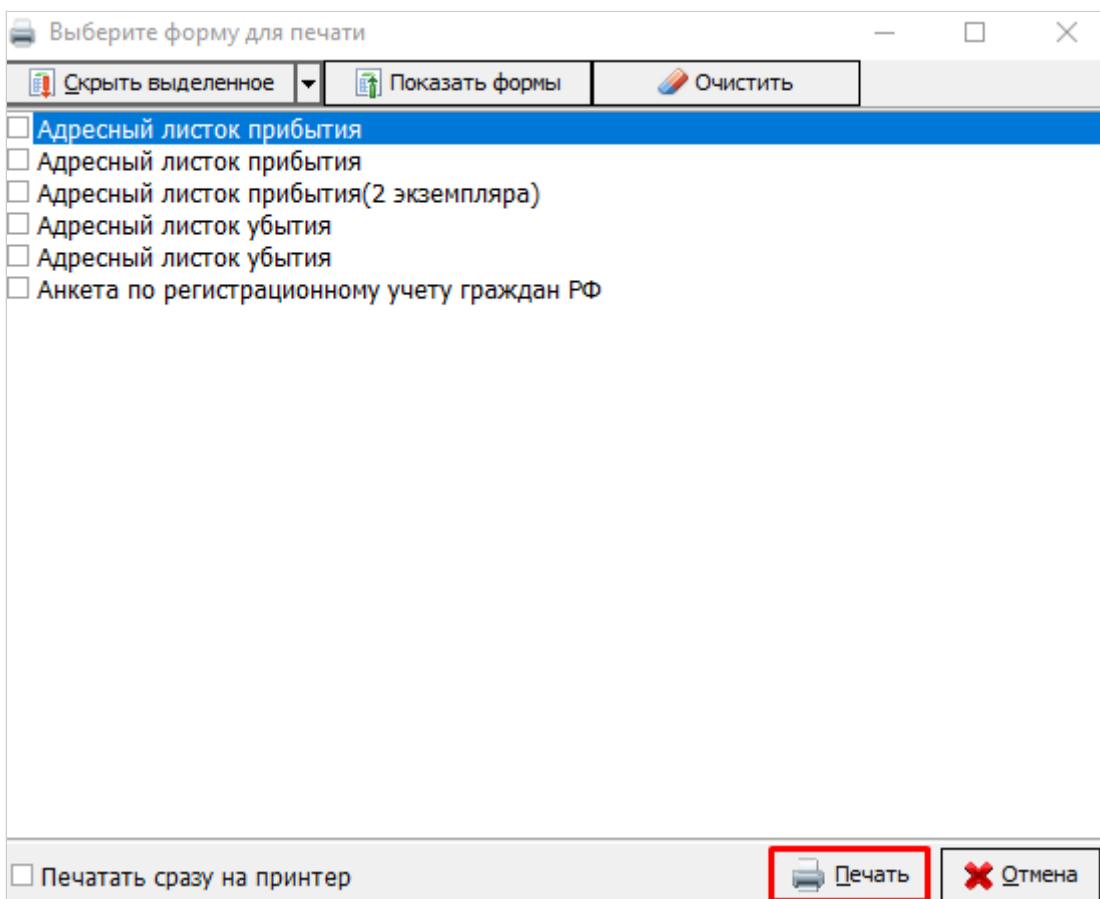 Выберите форму для печати
Скрыть выделенное Показать формы Очистить
Адресный листок прибытия
Адресный листок прибытия
Адресный листок прибытия(2 экземпляра)
Адресный листок убытия
Адресный листок убытия
Анкета по регистрационному учету граждан РФ
Печатать сразу на принтер Печать Отмена